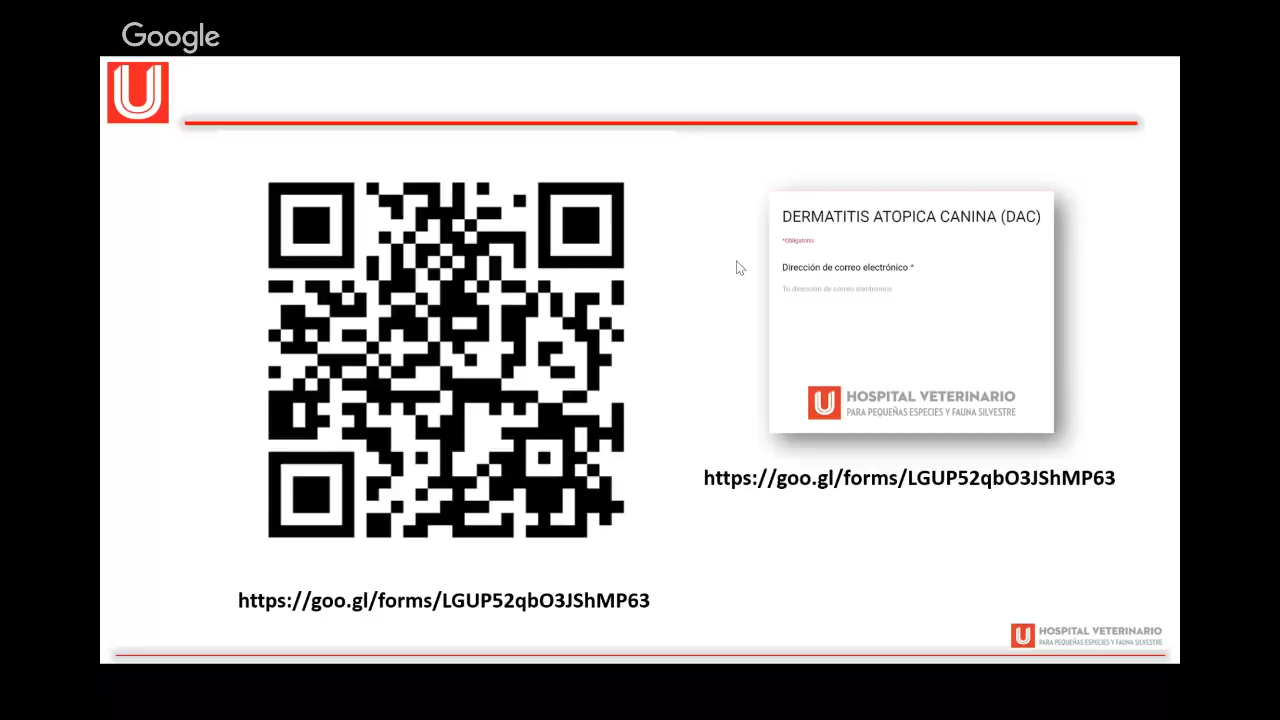 Google
U
DERMATITIS ATOPICA CANINA (DAC)
*Obligatorio
Dirección de correo electrónico *
Tu dirección de correo electrónico
U HOSPITAL VETERINARIO
PARA PEQUEÑAS ESPECIES Y FAUNA SILVESTRE
https://goo.gl/forms/LGUP52qbO3JShMP63
https://goo.gl/forms/LGUP52qbO3JShMP63
U HOSPITAL VETERINARIO
PARA PEQUEÑAS ESPECIES Y FAUNA SILVESTRE